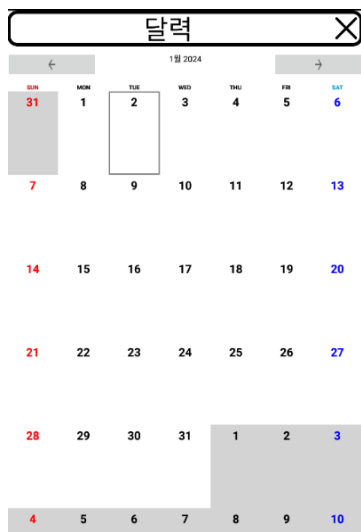 달력
← 1월 2024 →
SUN MON TUE WED THU FRI SAT
31 1 2 3 4 5 6
7 8 9 10 11 12 13
14 15 16 17 18 19 20
21 22 23 24 25 26 27
28 29 30 31 1 2 3
4 5 6 7 8 9 10